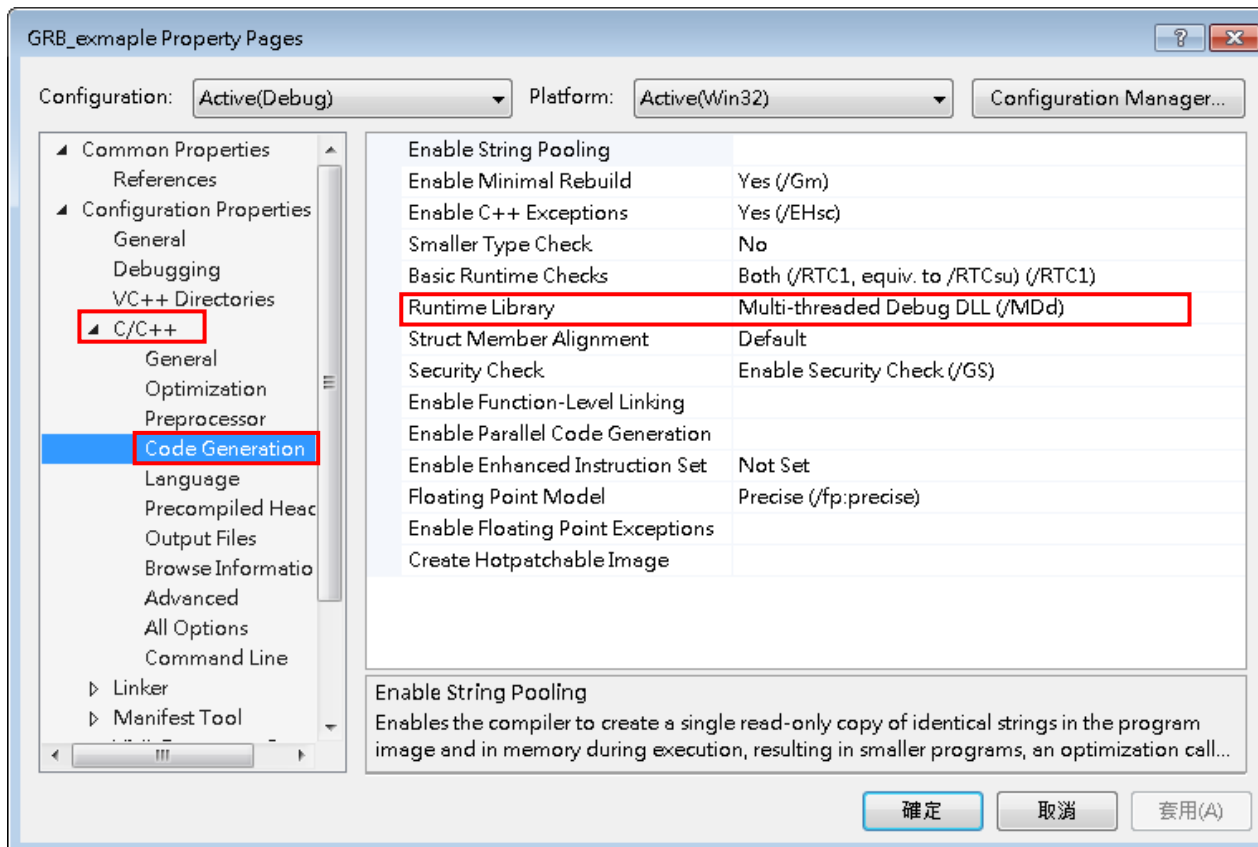 GRB_exmaple Property Pages
Configuration: Active(Debug) Platform: Active(Win32) Configuration Manager...
Common Properties
References
Configuration Properties
General
Debugging
VC++ Directories
C/C++
General
Optimization
Preprocessor
Code Generation
Language
Precompiled Heac
Output Files
Browse Informatio
Advanced
All Options
Command Line
Linker
Manifest Tool
Enable String Pooling
Enable Minimal Rebuild Yes (/Gm)
Enable C++ Exceptions Yes (/EHsc)
Smaller Type Check No
Basic Runtime Checks Both (/RTC1, equiv. to /RTCsu) (/RTC1)
Runtime Library Multi-threaded Debug DLL (/MDd)
Struct Member Alignment Default
Security Check Enable Security Check (/GS)
Enable Function-Level Linking
Enable Parallel Code Generation
Enable Enhanced Instruction Set Not Set
Floating Point Model Precise (/fp:precise)
Enable Floating Point Exceptions
Create Hotpatchable Image
Enable String Pooling
Enables the compiler to create a single read-only copy of identical strings in the program
image and in memory during execution, resulting in smaller programs, an optimization call...
確定 取消 套用(A)